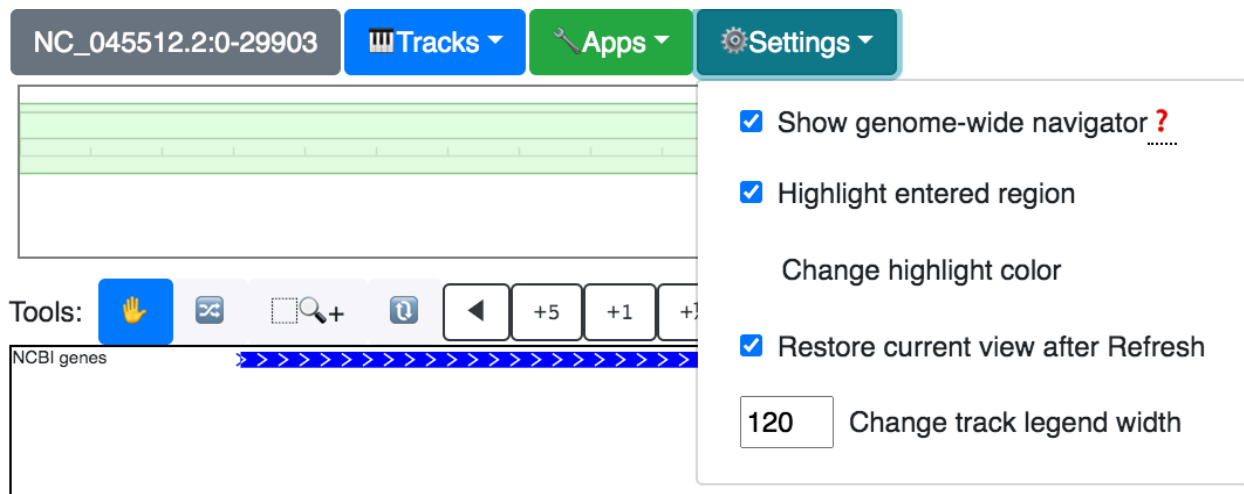 NC_045512.2:0-29903 Tracks Apps Settings
Show genome-wide navigator ?
Highlight entered region
Change highlight color
Tools: + ◀ +5 +1
Restore current view after Refresh
NCBI genes
120 Change track legend width